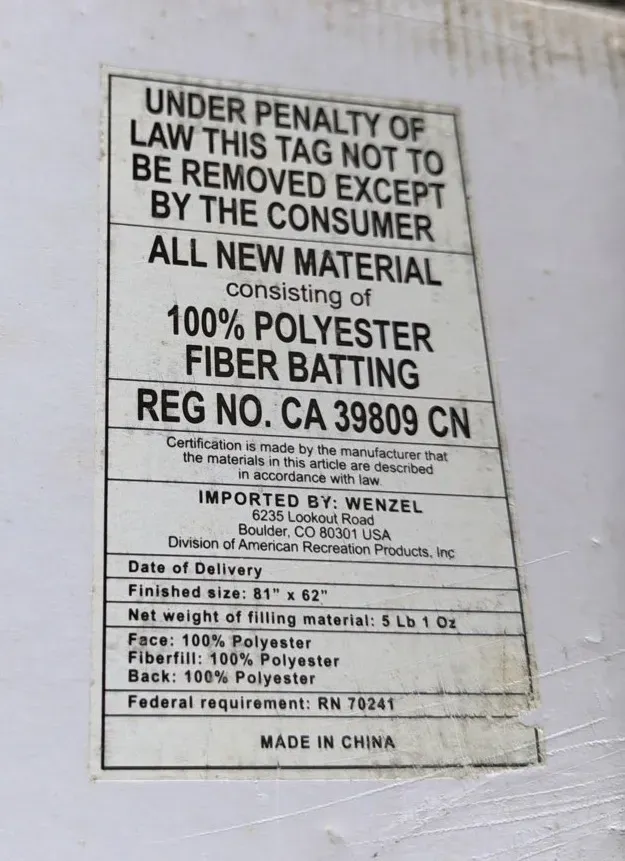 UNDER PENALTY OF
LAW THIS TAG NOT TO
BE REMOVED EXCEPT
BY THE CONSUMER
ALL NEW MATERIAL
consisting of
100% POLYESTER
FIBER BATTING
REG NO. CA 39809 CN
Certification is made by the manufacturer that
the materials in this article are described
in accordance with law
IMPORTED BY: WENZEL
6235 Lookout Road
Boulder, CO 80301 USA
Division of American Recreation Products, Inc
Date of Delivery
Finished size: 81" x 62"
Net weight of filling material: 5 Lb 1 Oz
Face: 100% Polyester
Fiberfill: 100% Polyester
Back: 100% Polyester
Federal requirement: RN 70241
MADE IN CHINA